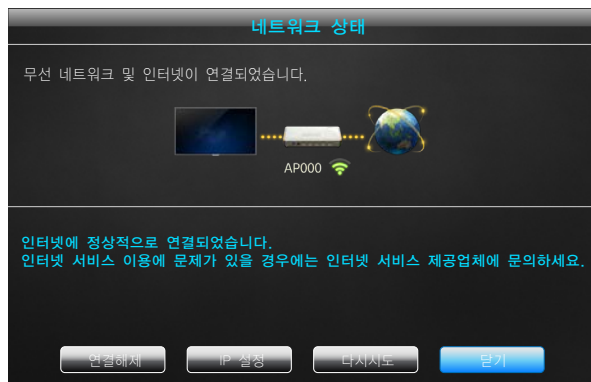 네트워크 상태
무선 네트워크 및 인터넷이 연결되었습니다.
AP000
인터넷에 정상적으로 연결되었습니다.
인터넷 서비스 이용에 문제가 있을 경우에는 인터넷 서비스 제공업체에 문의하세요.
연결해제 IP 설정 다시시도 닫기